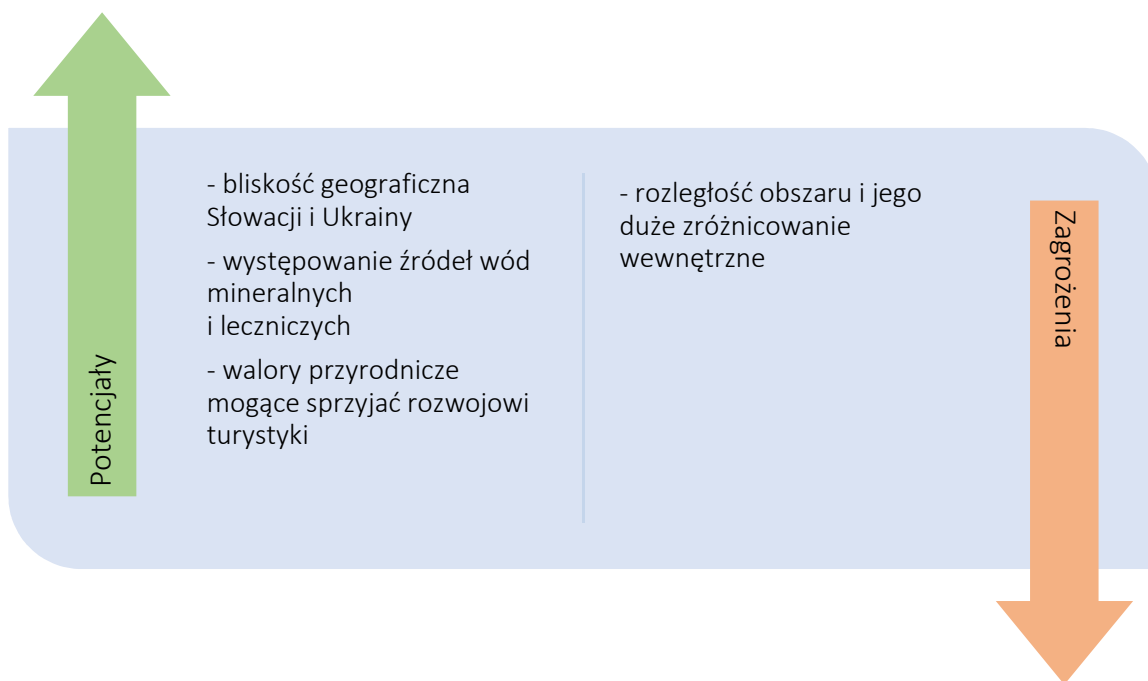 Potencjały
- bliskość geograficzna
Słowacji i Ukrainy
- występowanie źródeł wód
mineralnych
i leczniczych
- walory przyrodnicze
mogące sprzyjać rozwojowi
turystyki
- rozległość obszaru i jego
duże zróżnicowanie
wewnętrzne
Zagrożenia